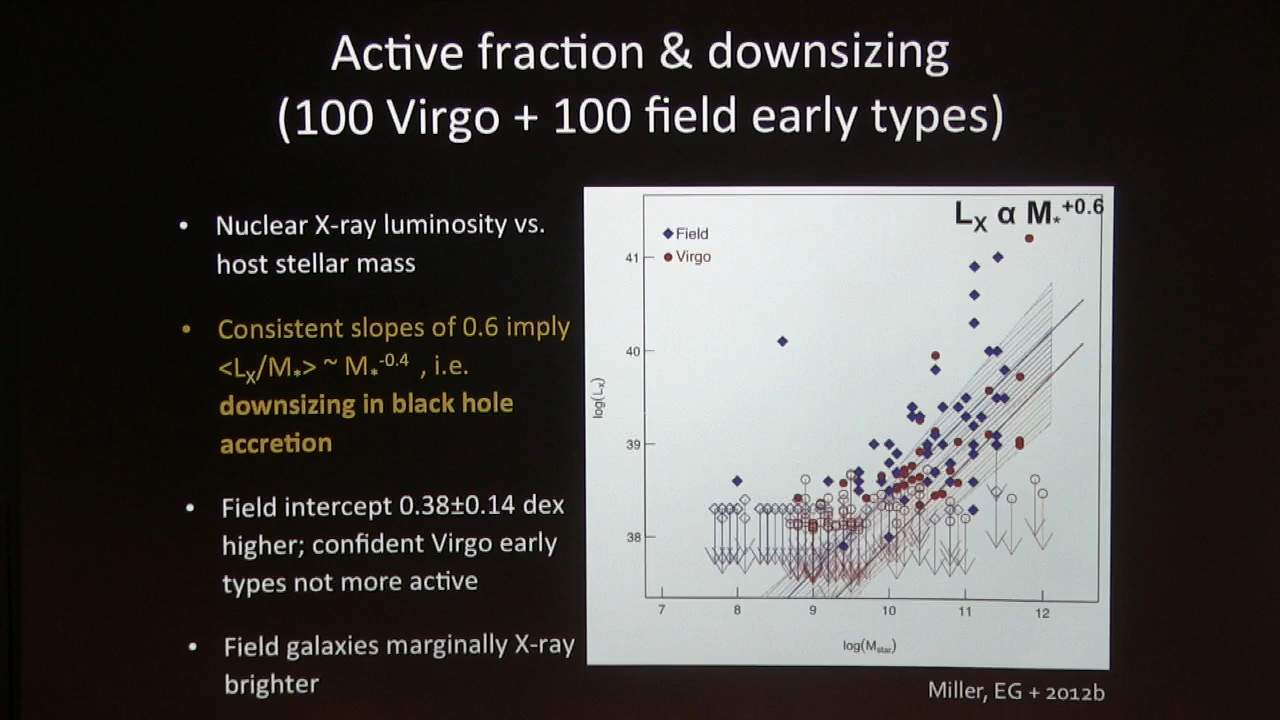 Active fraction & downsizing
(100 Virgo + 100 field early types)
• Nuclear X-ray luminosity vs.
host stellar mass
• Consistent slopes of 0.6 imply
<Lₓ/M*> ~ M*⁻⁰·⁴ , i.e.
downsizing in black hole
accretion
• Field intercept 0.38±0.14 dex
higher; confident Virgo early
types not more active
• Field galaxies marginally X-ray
brighter
Lₓ α M*⁺⁰·⁶
Field
Virgo
41
40
39
38
log(Lₓ)
7 8 9 10 11 12
log(Mstar)
Miller, EG + 2012b